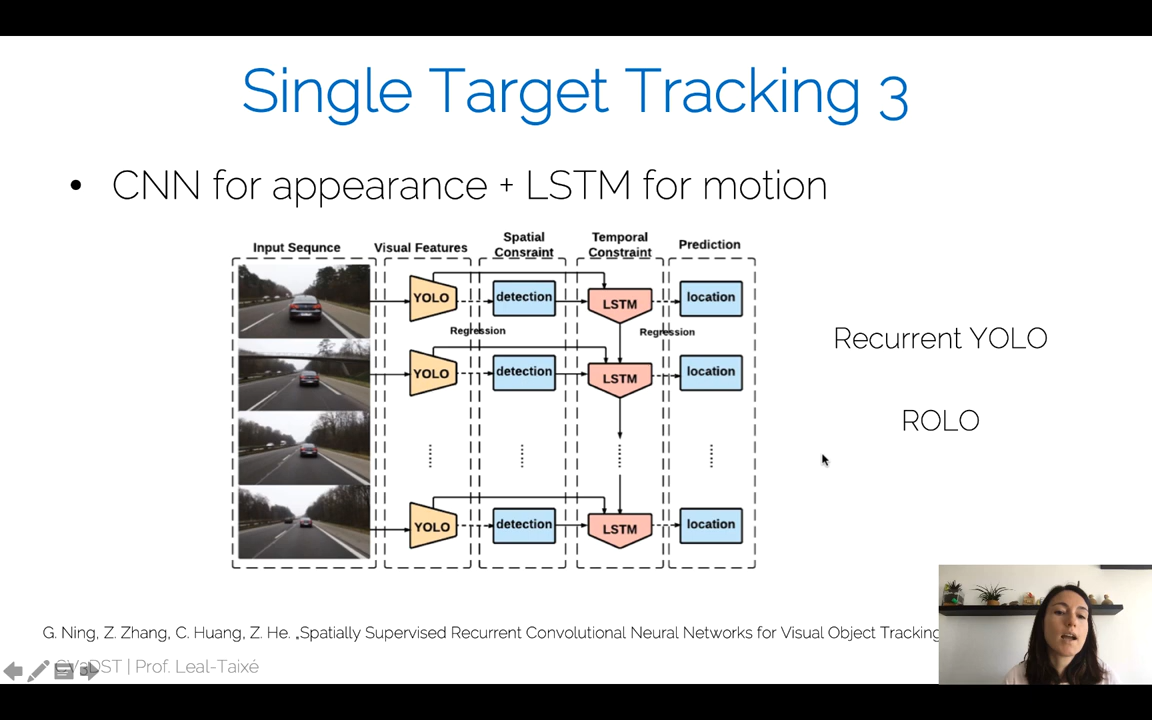 Single Target Tracking 3
• CNN for appearance + LSTM for motion
Input Sequnce
Visual Features
Spatial
Consraint
Temporal
Constraint
Prediction
YOLO
detection
LSTM
location
Regression
Regression
YOLO
detection
LSTM
location
YOLO
detection
LSTM
location
Recurrent YOLO
ROLO
G. Ning, Z. Zhang, C. Huang, Z. He. „Spatially Supervised Recurrent Convolutional Neural Networks for Visual Object Tracking
CV3DST | Prof. Leal-Taixé